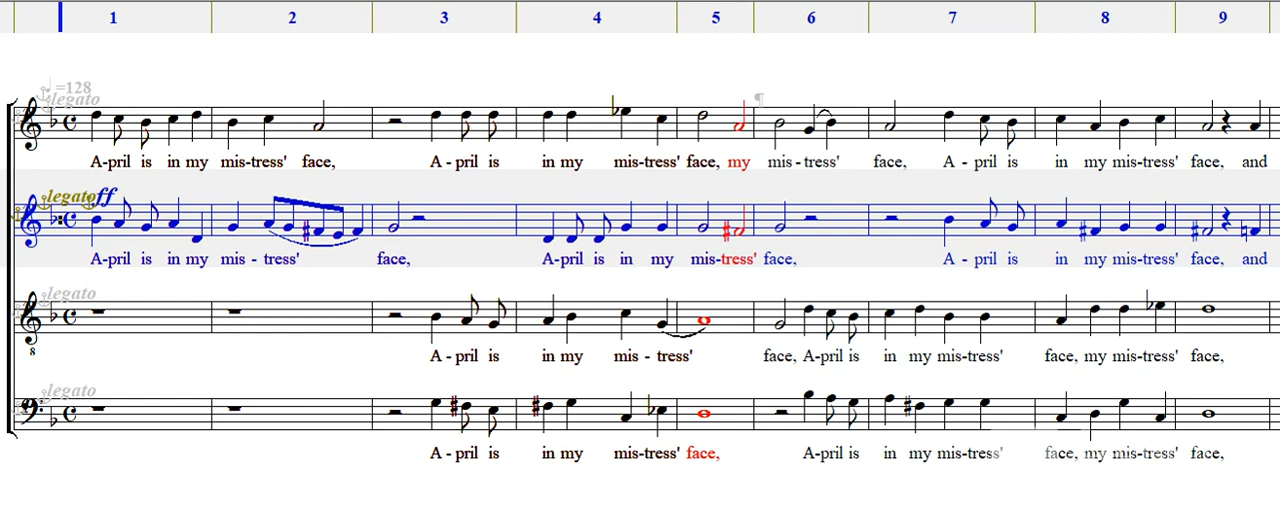 1 2 3 4 5 6 7 8 9
=128
legato
A-pril is in my mis-tress' face, A - pril is in my mis-tress' face, my mis - tress' face, A - pril is in my mis-tress' face, and
legato ff
A-pril is in my mis - tress' face, A-pril is in my mis-tress' face, A - pril is in my mis-tress' face, and
legato
8
A - pril is in my mis - tress' face, A-pril is in my mis-tress' face, my mis-tress' face,
legato
A - pril is in my mis-tress' face, A-pril is in my mis-tress' face, my mis-tress' face,